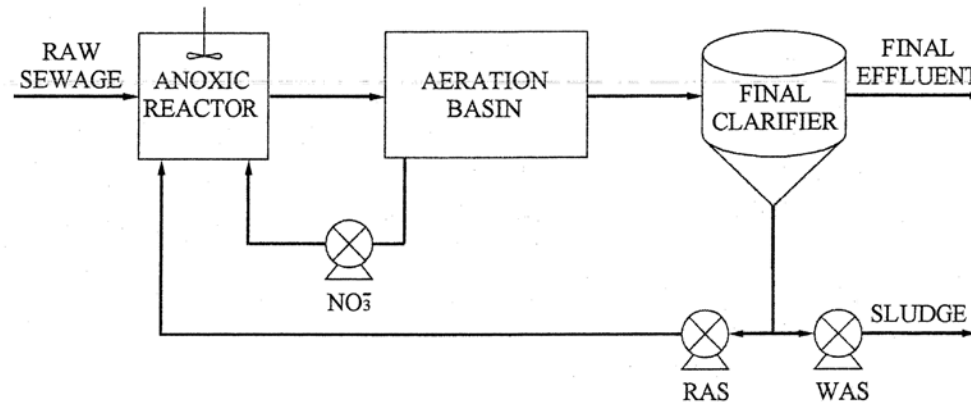 RAW
SEWAGE
ANOXIC
REACTOR
AERATION
BASIN
FINAL
CLARIFIER
FINAL
EFFLUENT
NO₃⁻
SLUDGE
RAS
WAS